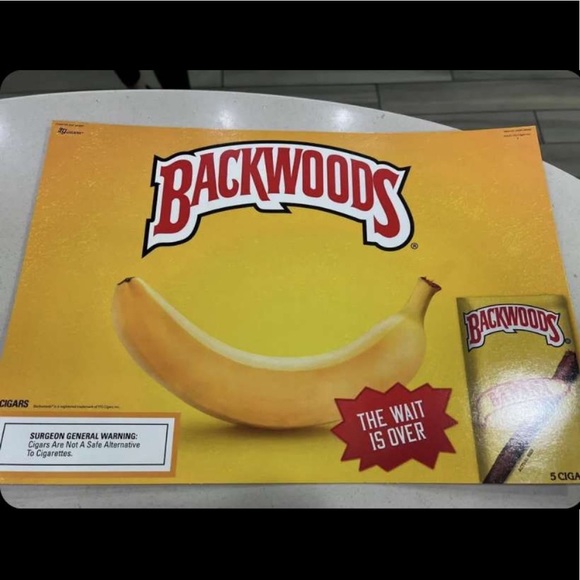 BACKWOODS
®
BACKWOODS
®
BANANA
THE WAIT
IS OVER
CIGARS
5 CIGA
SURGEON GENERAL WARNING:
Cigars Are Not A Safe Alternative
To Cigarettes.